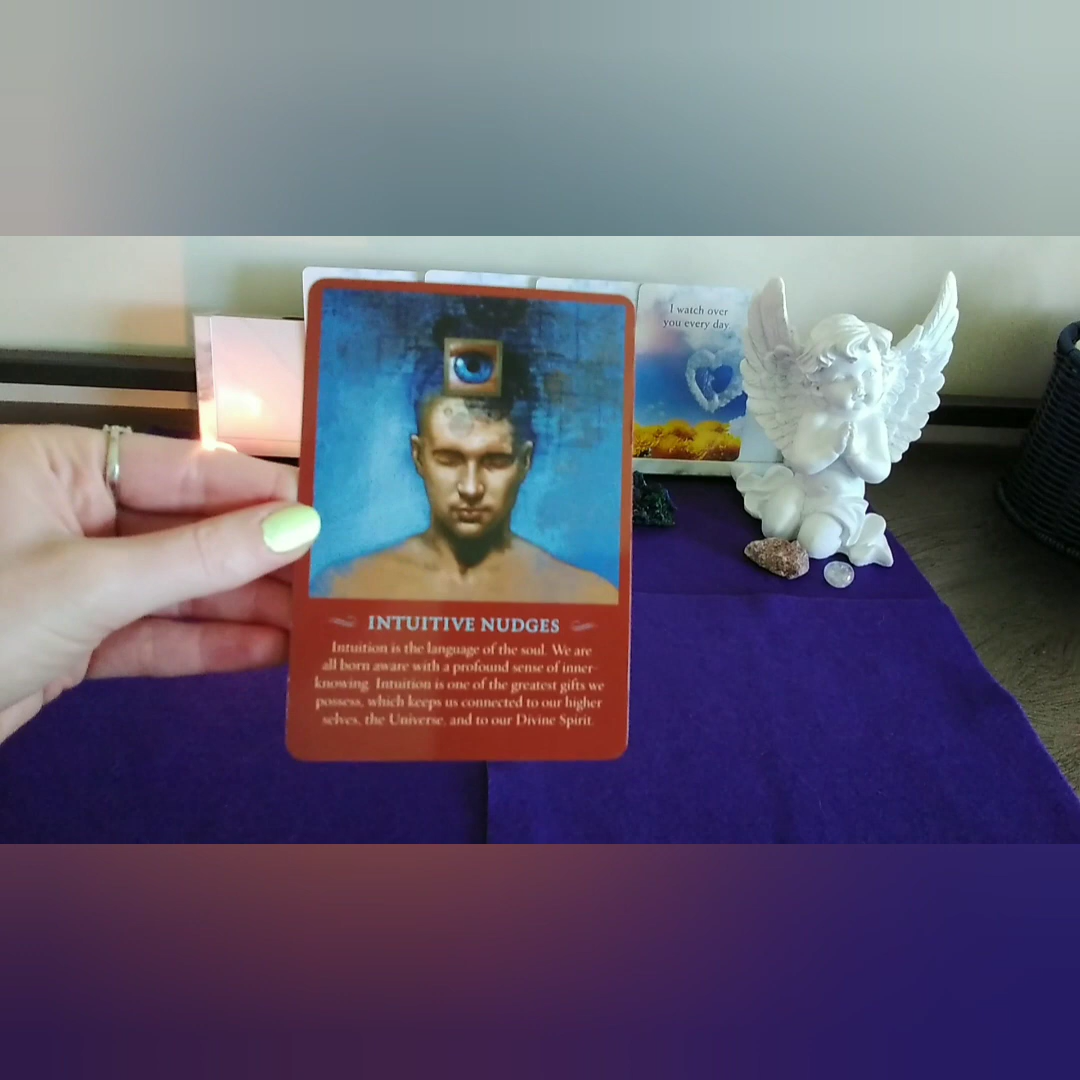 I watch over
you every day
INTUITIVE NUDGES
Intuition is the language of the soul. We are
all born aware with a profound sense of inner-
knowing. Intuition is one of the greatest gifts we
possess, which keeps us connected to our higher
selves, the Universe, and to our Divine Spirit.